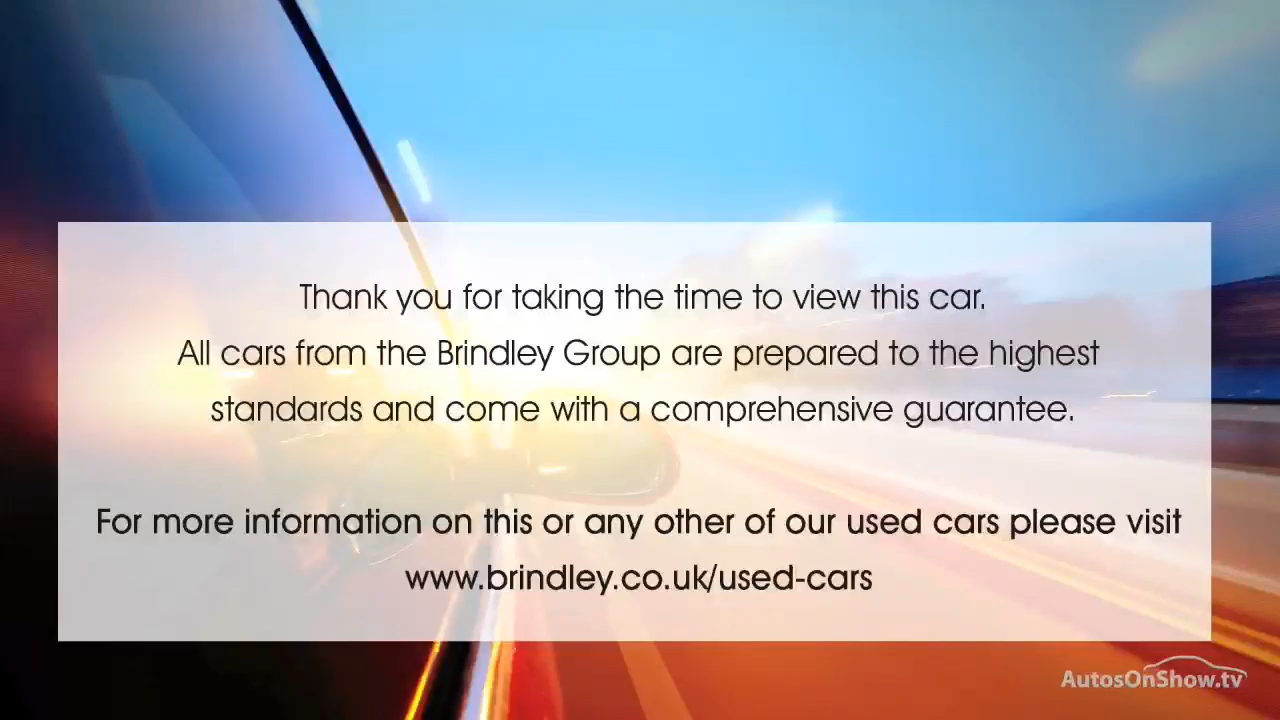 Thank you for taking the time to view this car.
All cars from the Brindley Group are prepared to the highest
standards and come with a comprehensive guarantee.
For more information on this or any other of our used cars please visit
www.brindley.co.uk/used-cars
AutosOnShow.tv